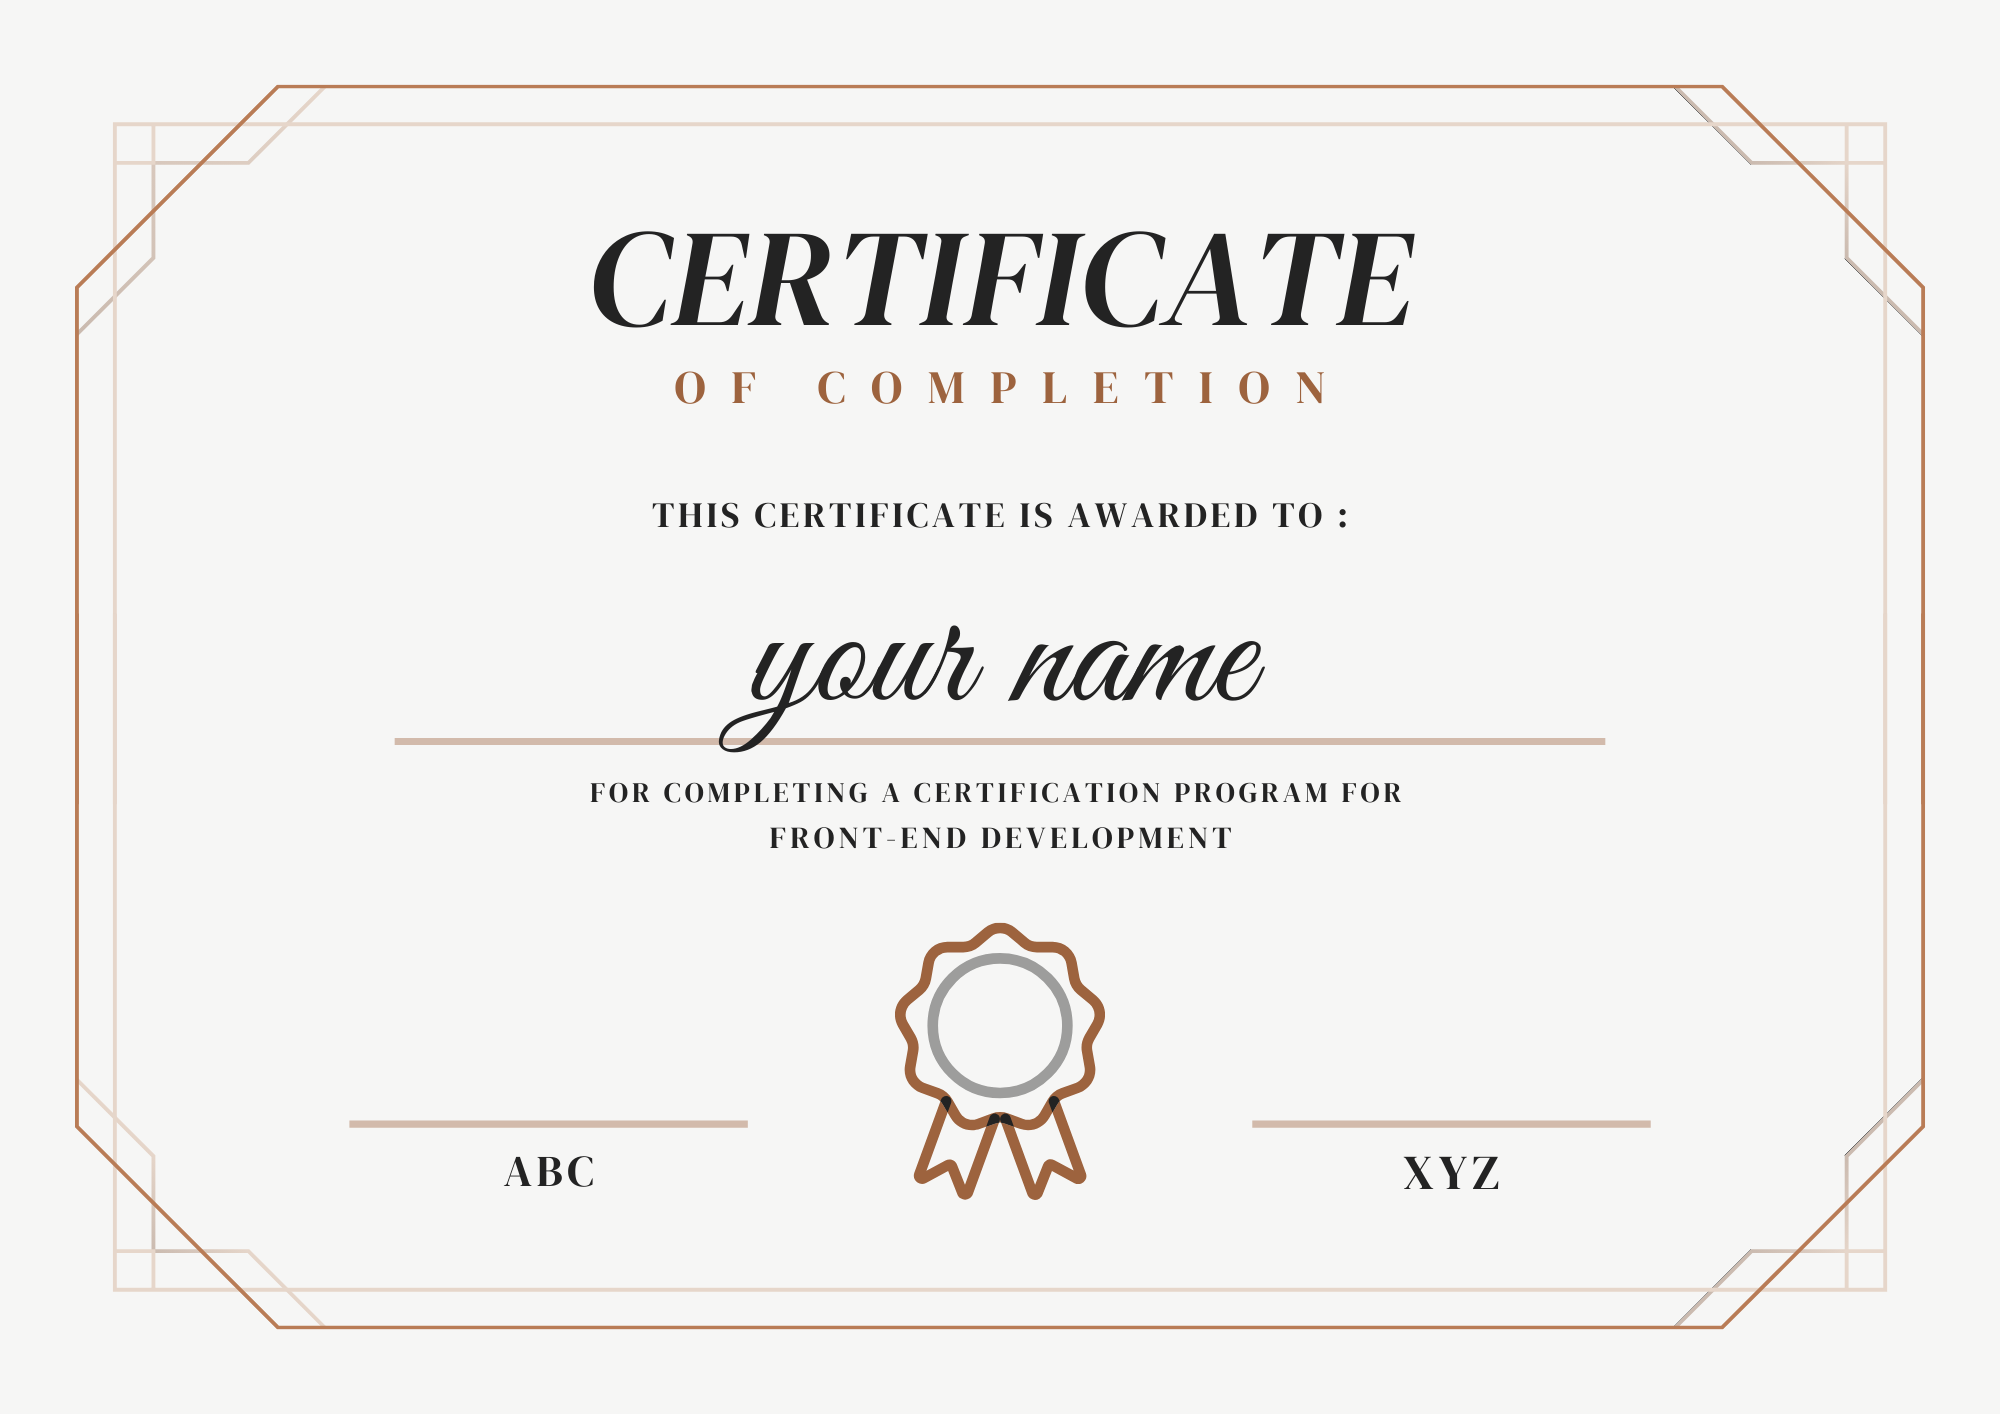 CERTIFICATE
OF COMPLETION
THIS CERTIFICATE IS AWARDED TO :
your name
FOR COMPLETING A CERTIFICATION PROGRAM FOR
FRONT-END DEVELOPMENT
ABC
XYZ